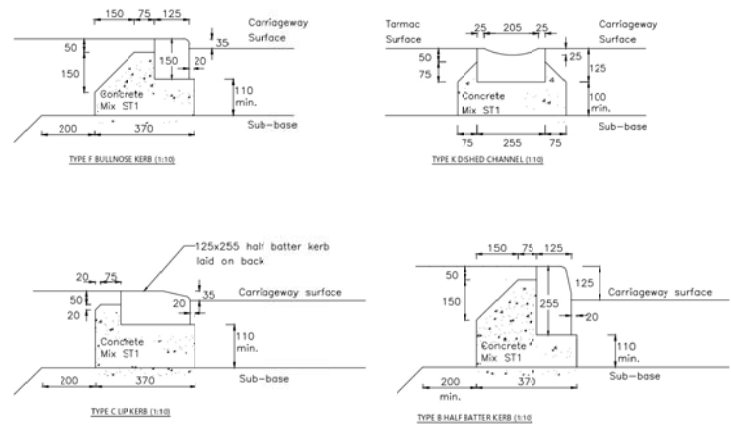 150 75 125
Carriageway
Surface
50
35
150
150
20
Concrete
Mix ST1
110
min.
200
370
Sub-base
TYPE F BULLNOSE KERB (1:10)
Tarmac
Surface
25 205 25
Carriageway
Surface
50
75
25
125
Concrete
Mix ST1
100
min.
Sub-base
75 255 75
TYPE K DISHED CHANNEL (1:10)
125x255 half batter kerb
laid on back
20 75
50
20
20
35
Carriageway surface
Concrete
Mix ST1
110
min.
200
370
Sub-base
TYPE C LIP KERB (1:10)
150 75 125
50
150
255
125
Carriageway surface
20
Concrete
Mix ST1
110
min.
200
min.
370
Sub-base
TYPE B HALF BATTER KERB (1:10)